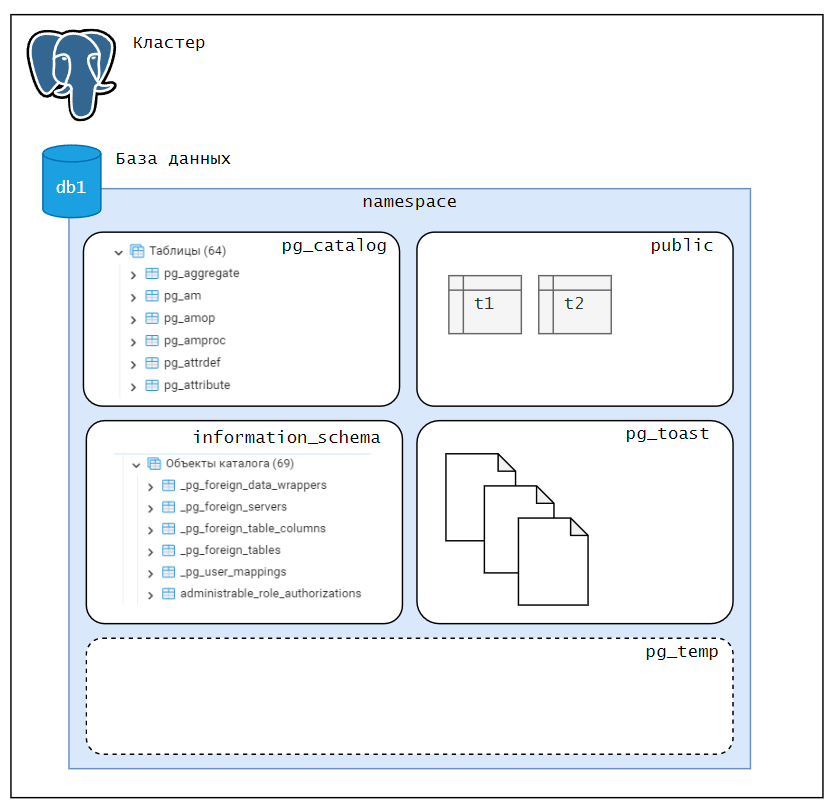 Кластер
База данных
db1
namespace
pg_catalog
Таблицы (64)
pg_aggregate
pg_am
pg_amop
pg_amproc
pg_attrdef
pg_attribute
public
t1
t2
information_schema
Объекты каталога (69)
_pg_foreign_data_wrappers
_pg_foreign_servers
_pg_foreign_table_columns
_pg_foreign_tables
_pg_user_mappings
administrable_role_authorizations
pg_toast
pg_temp